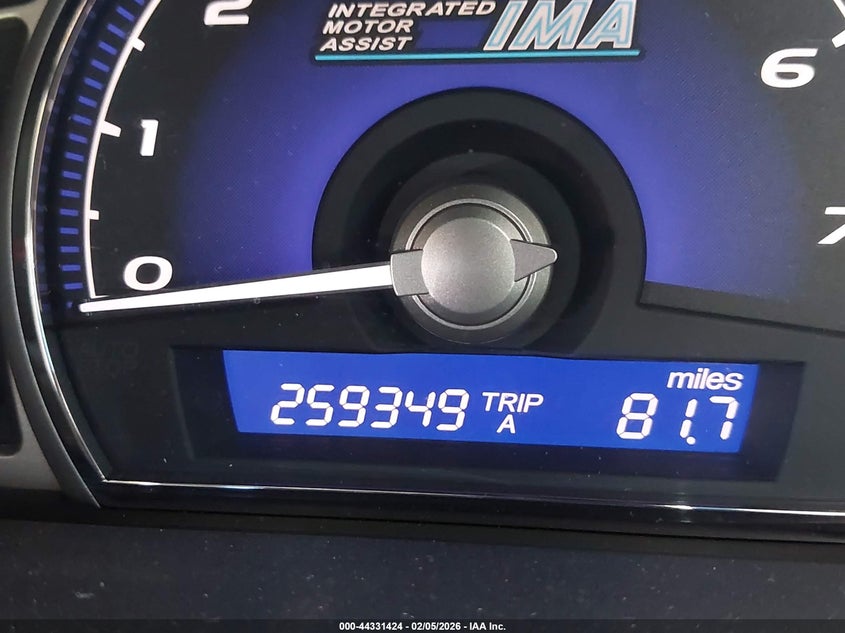 2
INTEGRATED
MOTOR
ASSIST
IMA
6
1
7
0
miles
259349 TRIP A 81.7
000-44331424 - 02/05/2026 - IAA Inc.